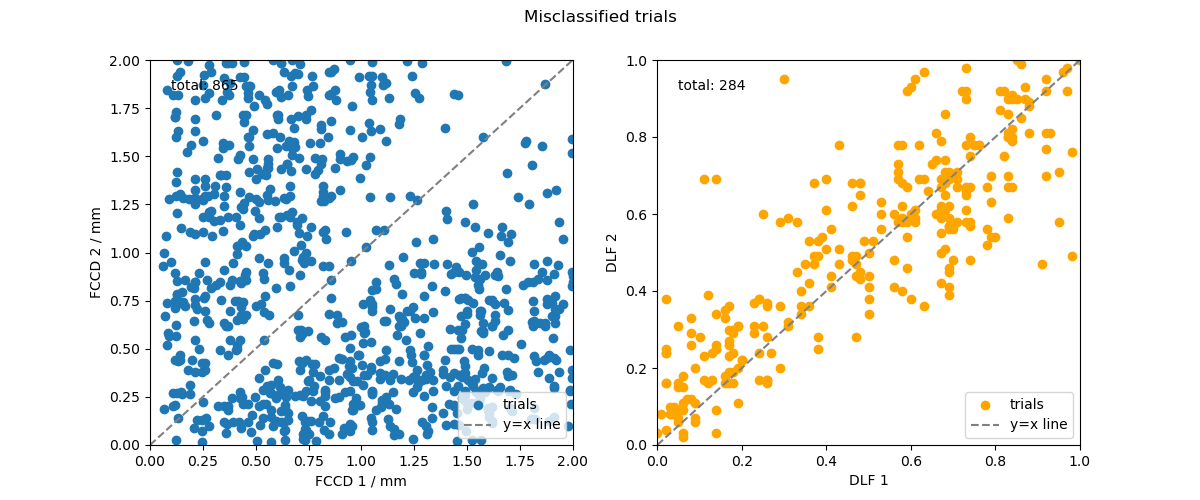 Misclassified trials
total: 865
2.00
1.75
1.50
1.25
1.00
0.75
0.50
0.25
0.00
FCCD 2 / mm
0.00 0.25 0.50 0.75 1.00 1.25 1.50 1.75 2.00
FCCD 1 / mm
trials
y=x line
total: 284
1.0
0.8
0.6
0.4
0.2
0.0
DLF 2
0.0 0.2 0.4 0.6 0.8 1.0
DLF 1
trials
y=x line